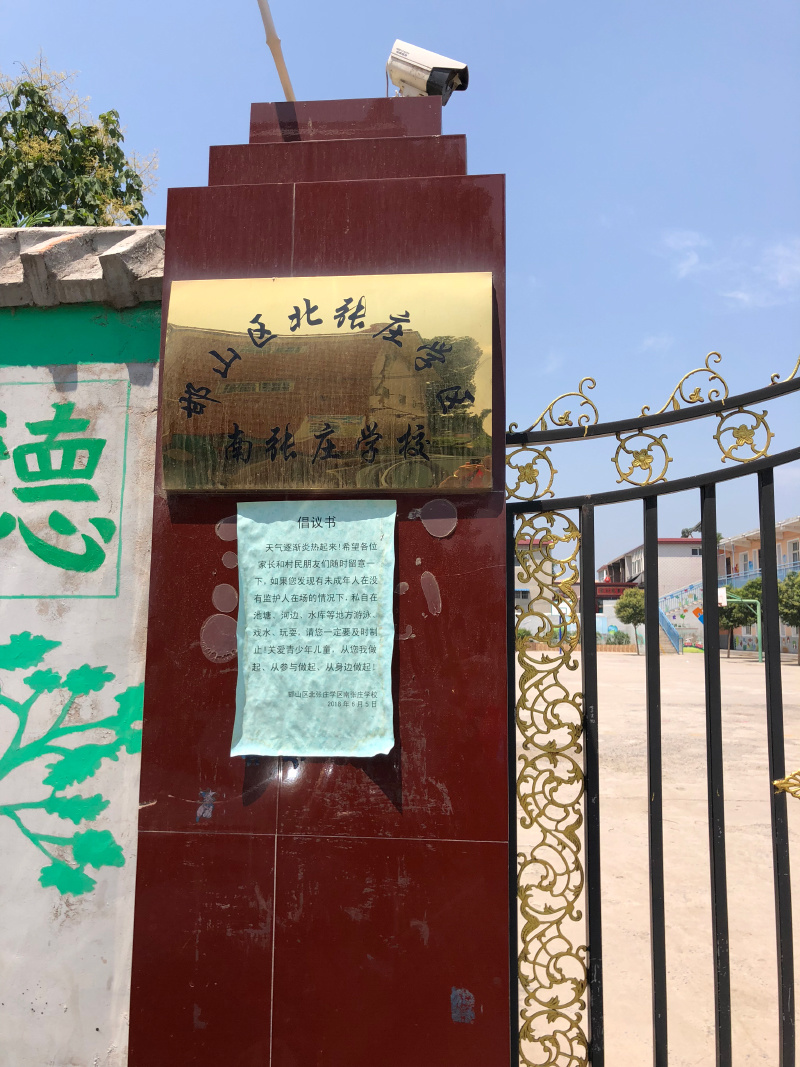 邯山区北张庄学区
南张庄学校
德
倡议书
天气逐渐炎热起来！希望各位
家长和村民朋友们随时留意一
下，如果您发现有未成年人在没
有监护人在场的情况下，私自在
池塘、河边、水库等地方游泳、
戏水、玩耍，请您一定要及时制
止！关爱青少年儿童，从您我做
起、从参与做起、从身边做起！
邯山区北张庄学区南张庄学校
2018 年 6 月 5 日